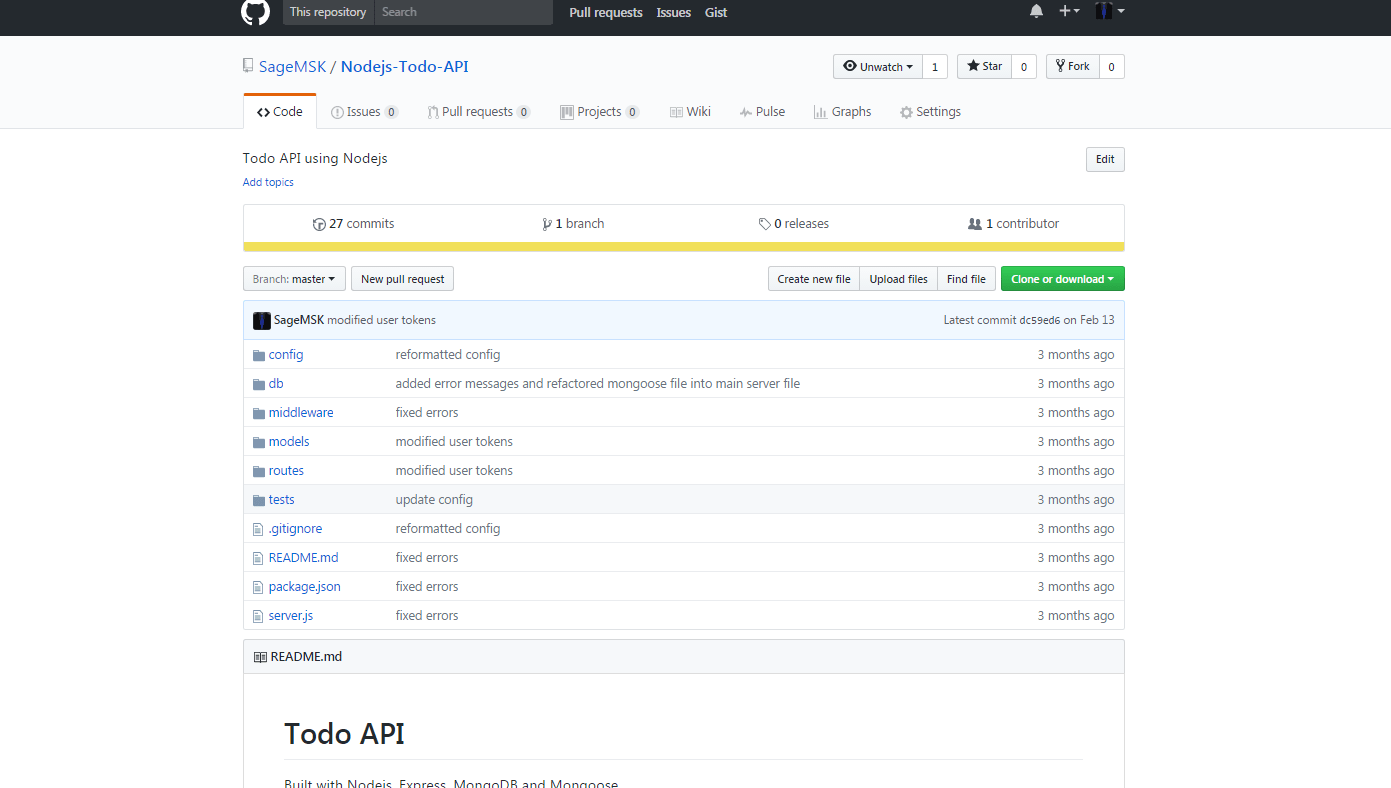 This repository Search Pull requests Issues Gist
SageMSK / Nodejs-Todo-API Unwatch 1 Star 0 Fork 0
Code Issues 0 Pull requests 0 Projects 0 Wiki Pulse Graphs Settings
Todo API using Nodejs Edit
Add topics
27 commits 1 branch 0 releases 1 contributor
Branch: master New pull request Create new file Upload files Find file Clone or download
SageMSK modified user tokens Latest commit dc59ed6 on Feb 13
config reformatted config 3 months ago
db added error messages and refactored mongoose file into main server file 3 months ago
middleware fixed errors 3 months ago
models modified user tokens 3 months ago
routes modified user tokens 3 months ago
tests update config 3 months ago
.gitignore reformatted config 3 months ago
README.md fixed errors 3 months ago
package.json fixed errors 3 months ago
server.js fixed errors 3 months ago
README.md
Todo API
Built with Nodejs, Express, MongoDB and Mongoose